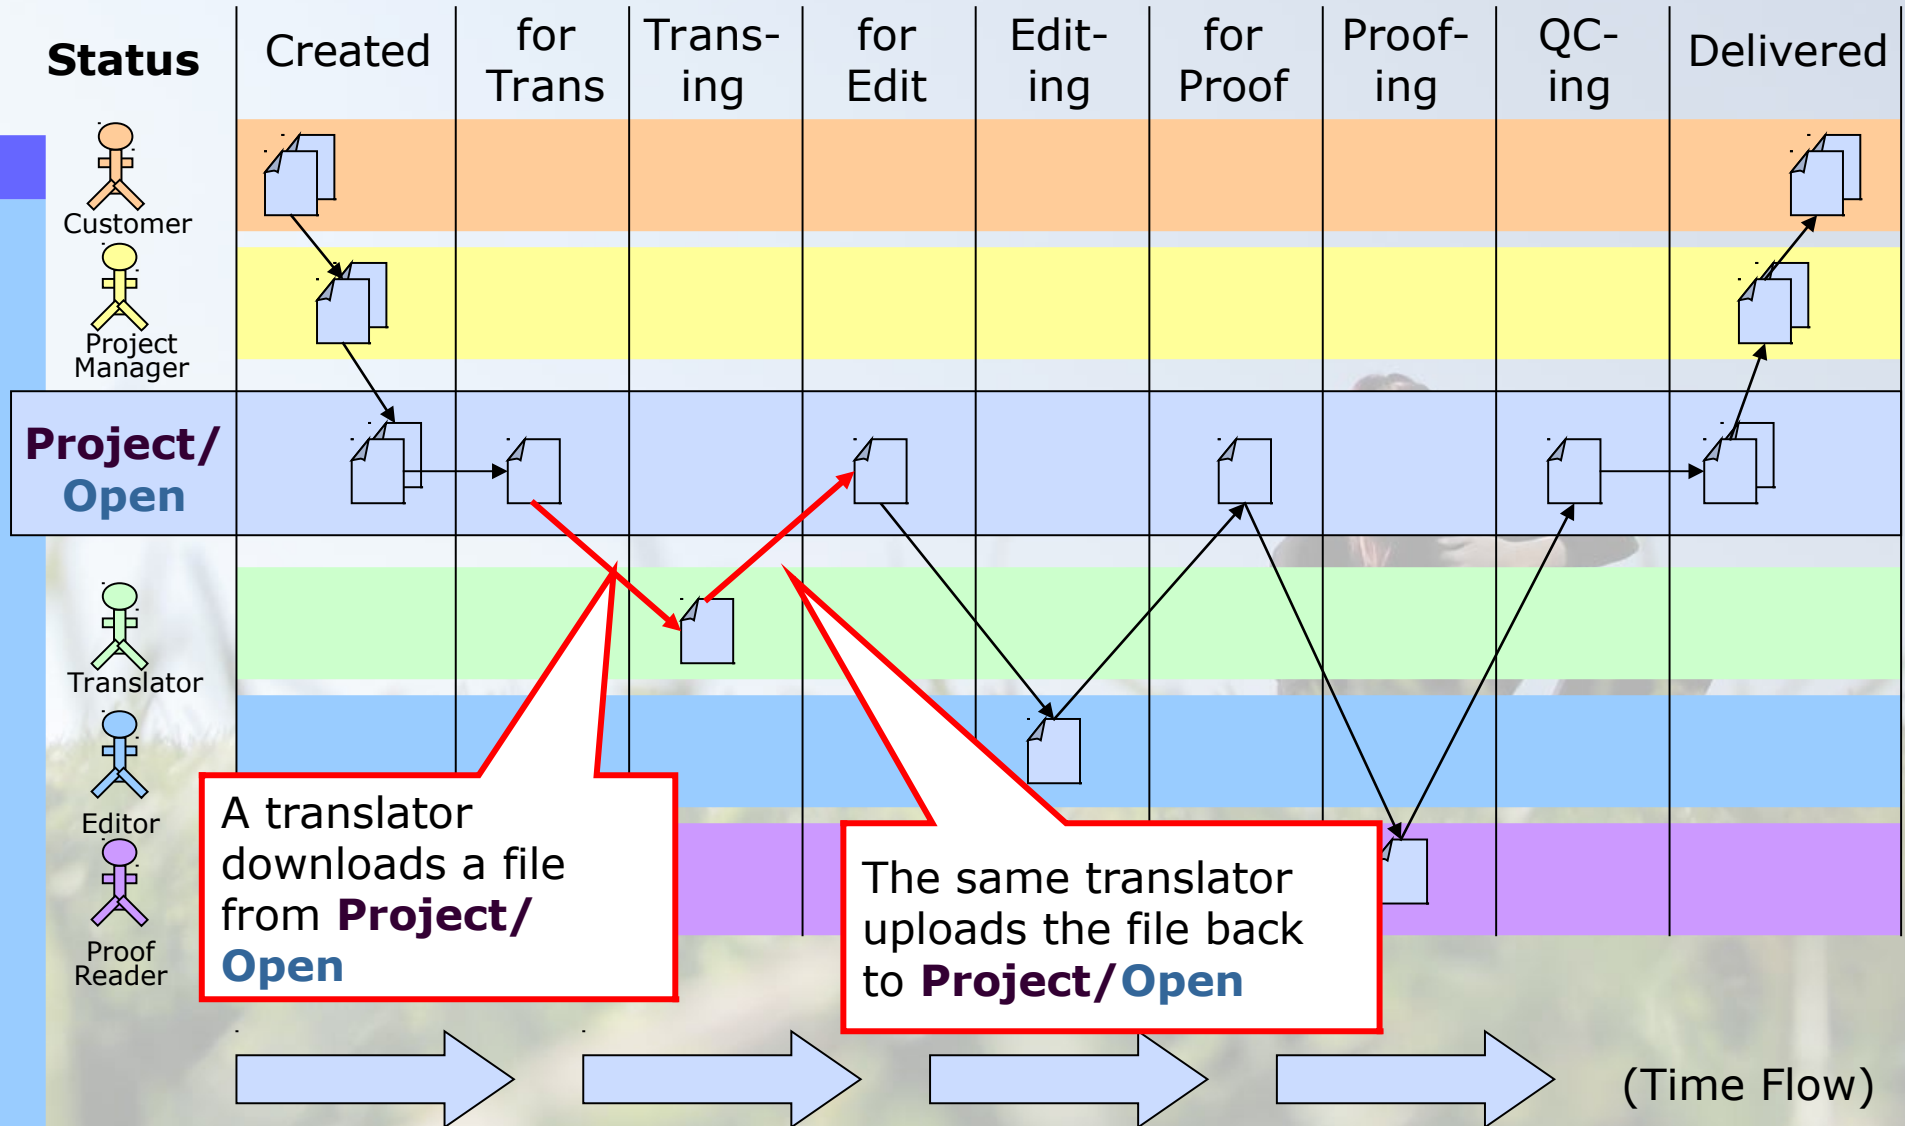 Status
Created
for
Trans
Trans-
ing
for
Edit
Edit-
ing
for
Proof
Proof-
ing
QC-
ing
Delivered
Customer
Project
Manager
Project/
Open
Translator
Editor
Proof
Reader
A translator
downloads a file
from Project/
Open
The same translator
uploads the file back
to Project/Open
(Time Flow)